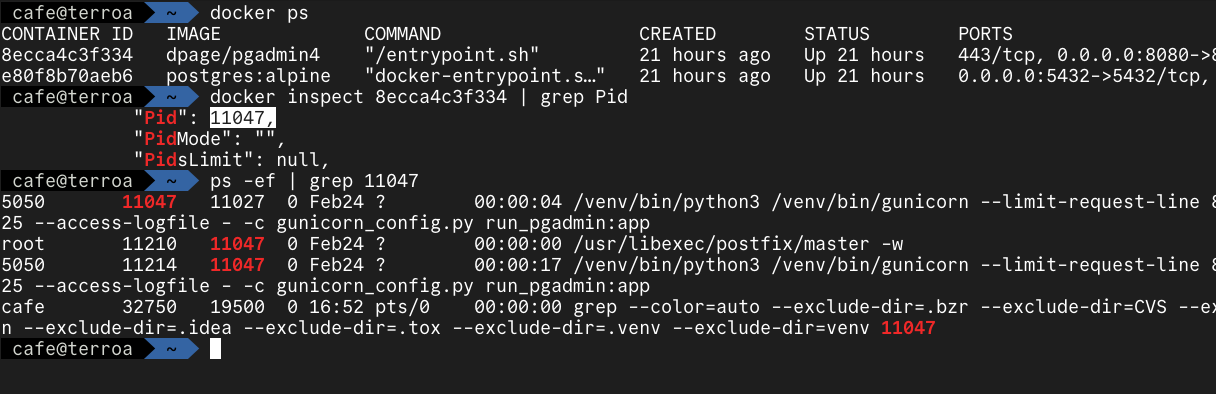 cafe@terroa ~ docker ps
CONTAINER ID   IMAGE            COMMAND                  CREATED        STATUS        PORTS
8ecca4c3f334   dpage/pgadmin4   "/entrypoint.sh"         21 hours ago   Up 21 hours   443/tcp, 0.0.0.0:8080->
e80f8b70aeb6   postgres:alpine   "docker-entrypoint.s…"   21 hours ago   Up 21 hours   0.0.0.0:5432->5432/tcp,
cafe@terroa ~ docker inspect 8ecca4c3f334 | grep Pid
"Pid": 11047,
"PidMode": "",
"PidsLimit": null,
cafe@terroa ~ ps -ef | grep 11047
5050       11047   11027  0 Feb24 ?        00:00:04 /venv/bin/python3 /venv/bin/gunicorn --limit-request-line 8
25 --access-logfile - -c gunicorn_config.py run_pgadmin:app
root       11210   11047  0 Feb24 ?        00:00:00 /usr/libexec/postfix/master -w
5050       11214   11047  0 Feb24 ?        00:00:17 /venv/bin/python3 /venv/bin/gunicorn --limit-request-line 8
25 --access-logfile - -c gunicorn_config.py run_pgadmin:app
cafe       32750   19500  0 16:52 pts/0    00:00:00 grep --color=auto --exclude-dir=.bzr --exclude-dir=CVS --ex
n --exclude-dir=.idea --exclude-dir=.tox --exclude-dir=.venv --exclude-dir=venv 11047
cafe@terroa ~